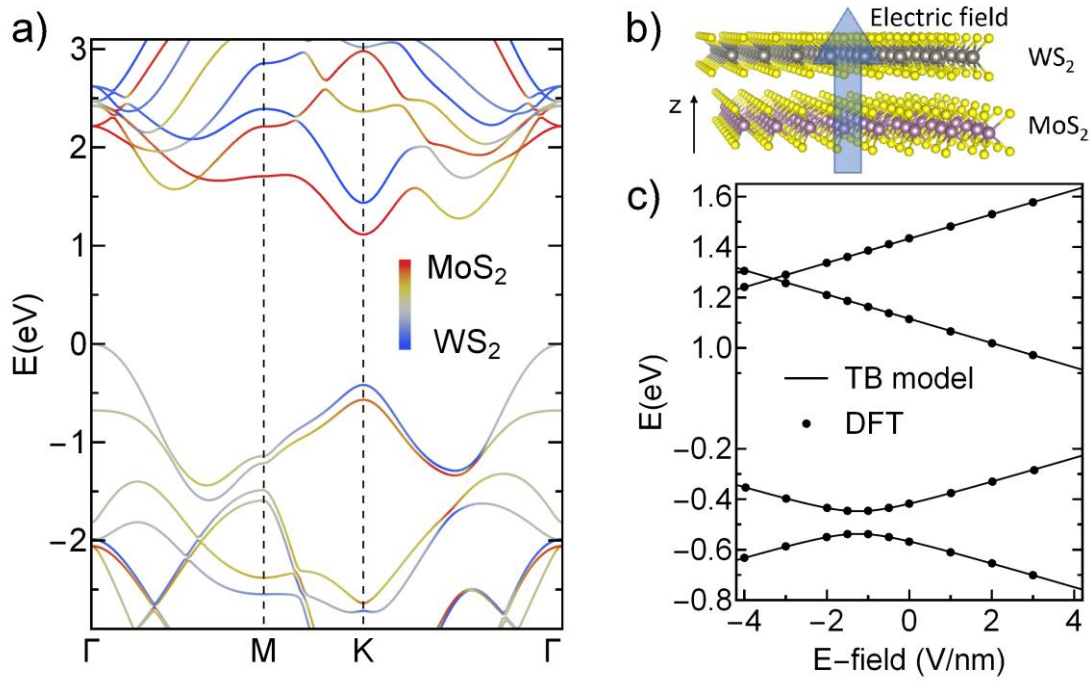 a)
3
2
1
0
−1
−2
E(eV)
MoS₂
WS₂
Γ
M
K
Γ
b)
Electric field
WS₂
z
MoS₂
c)
1.6
1.4
1.2
1.0
−0.2
−0.4
−0.6
−0.8
E(eV)
TB model
DFT
−4
−2
0
2
4
E−field (V/nm)